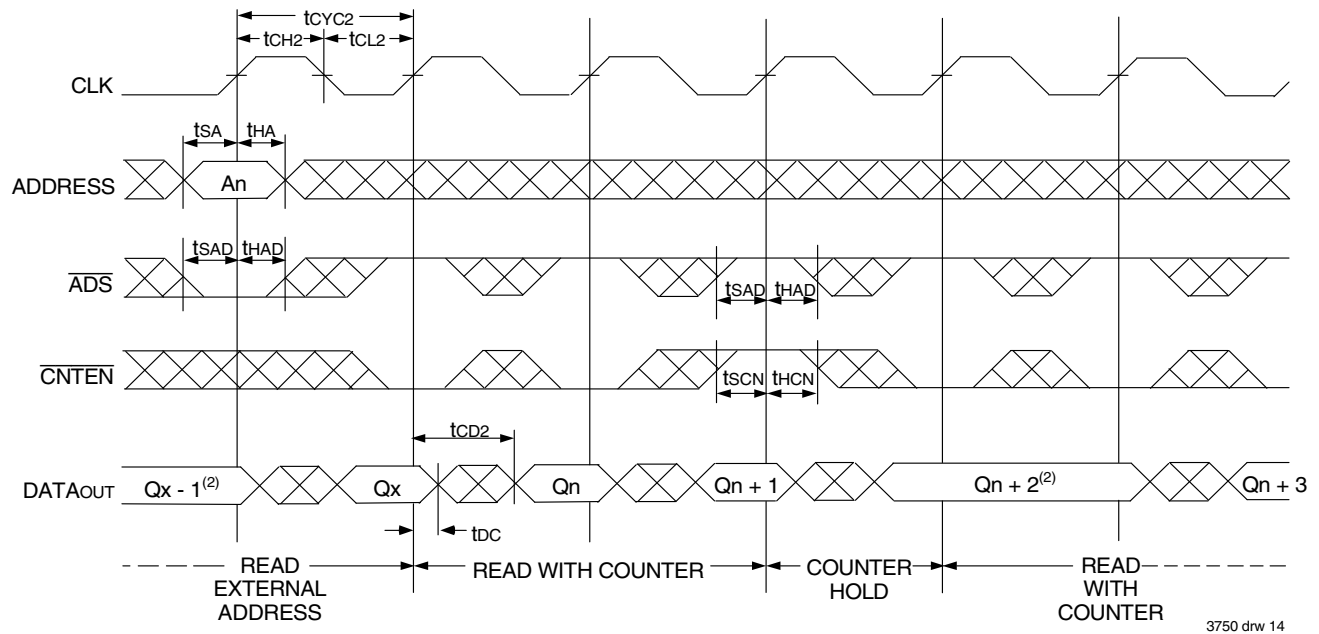 tCYC2
tCH2 tCL2
CLK
tSA tHA
ADDRESS An
tSAD tHAD
ADS
tSAD tHAD
CNTEN
tSCN tHCN
tCD2
DATAOUT Qx - 1(2) Qx Qn Qn + 1 Qn + 2(2) Qn + 3
tDC
READ EXTERNAL ADDRESS
READ WITH COUNTER
COUNTER HOLD
READ WITH COUNTER
3750 drw 14